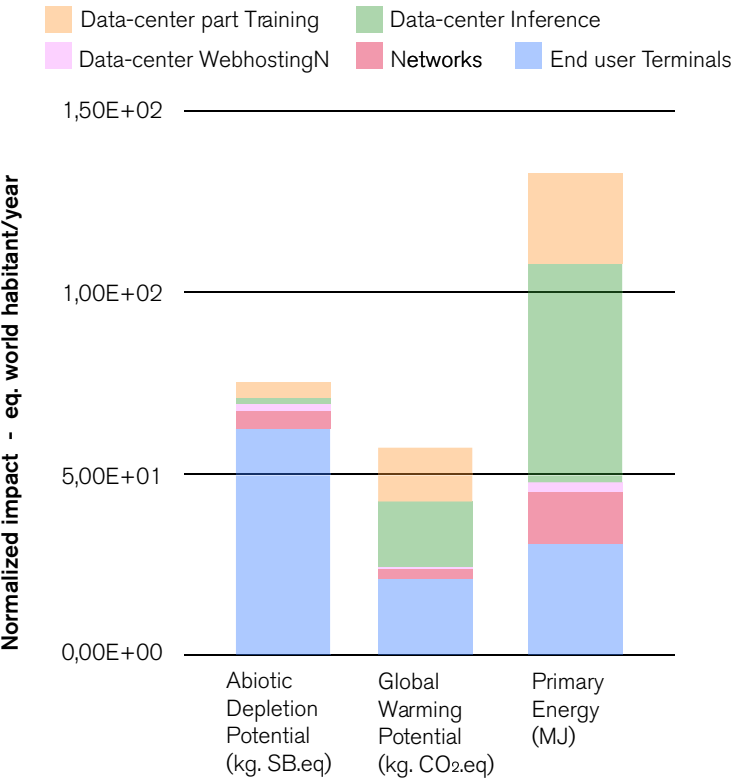 Data-center part Training
Data-center Inference
Data-center WebhostingN
Networks
End user Terminals
Normalized impact - eq. world habitant/year
1,50E+02
1,00E+02
5,00E+01
0,00E+00
Abiotic
Depletion
Potential
(kg. SB.eq)
Global
Warming
Potential
(kg. CO2.eq)
Primary
Energy
(MJ)